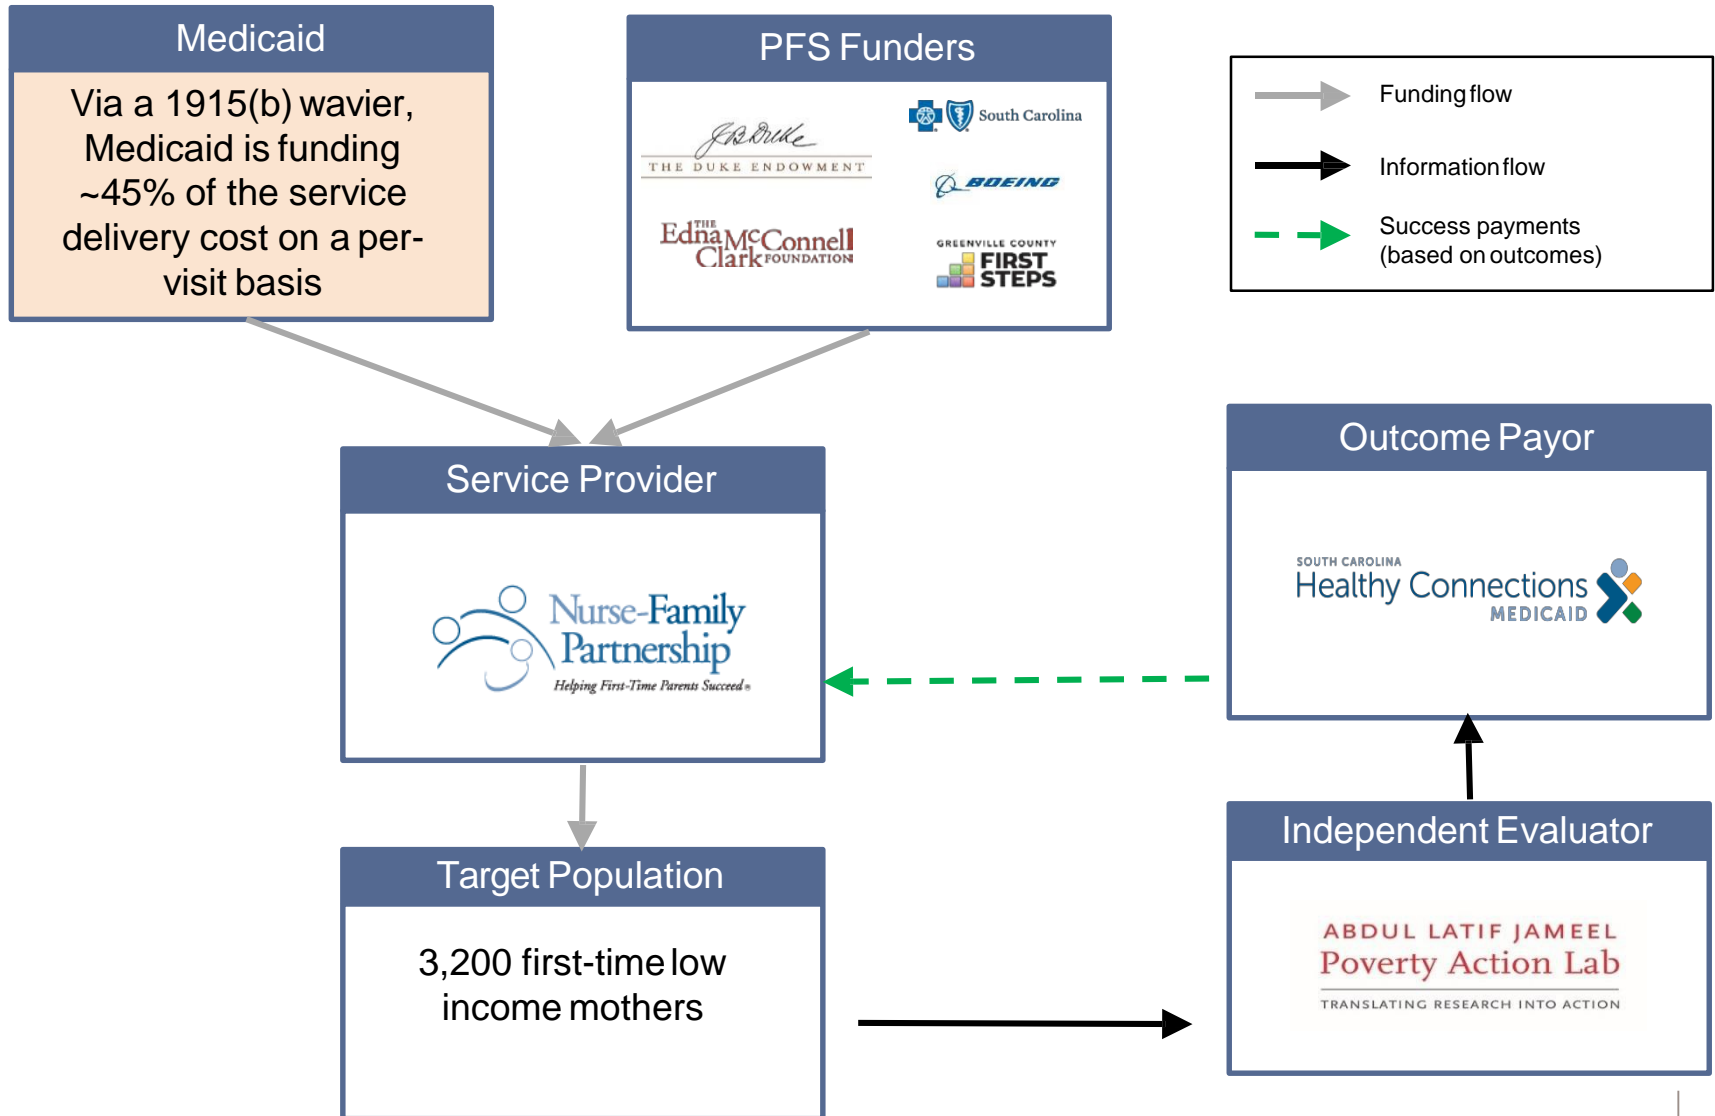 Medicaid
Via a 1915(b) wavier,
Medicaid is funding
~45% of the service
delivery cost on a per-
visit basis
PFS Funders
JB Duke
THE DUKE ENDOWMENT
South Carolina
BOEING
THE
Edna McConnell
Clark FOUNDATION
GREENVILLE COUNTY
FIRST
STEPS
Funding flow
Information flow
Success payments
(based on outcomes)
Service Provider
Nurse-Family
Partnership
Helping First-Time Parents Succeed®
Outcome Payor
SOUTH CAROLINA
Healthy Connections
MEDICAID
Target Population
3,200 first-time low
income mothers
Independent Evaluator
ABDUL LATIF JAMEEL
Poverty Action Lab
TRANSLATING RESEARCH INTO ACTION